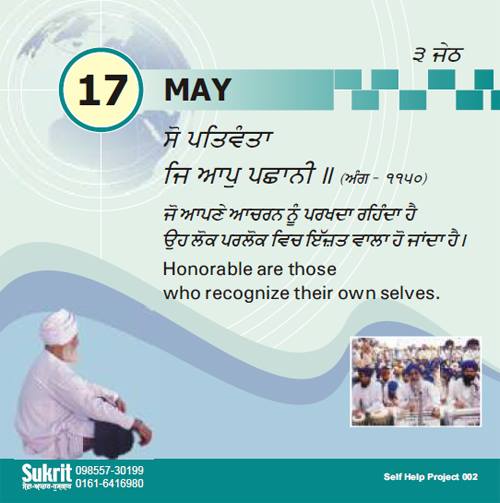 ੩ ਜੇਠ
17 MAY
ਸੋ ਪਤਿਵੰਤਾ
ਜਿ ਆਪੁ ਪਛਾਨੀ ॥ (ਅੰਗ - ੧੧੫੦)
ਜੋ ਆਪਣੇ ਆਚਰਨ ਨੂੰ ਪਰਖਦਾ ਰਹਿੰਦਾ ਹੈ
ਉਹ ਲੋਕ ਪਰਲੋਕ ਵਿਚ ਇੱਜ਼ਤ ਵਾਲਾ ਹੋ ਜਾਂਦਾ ਹੈ।
Honorable are those
who recognize their own selves.
Sukrit 098557-30199
0161-6416980
Self Help Project 002